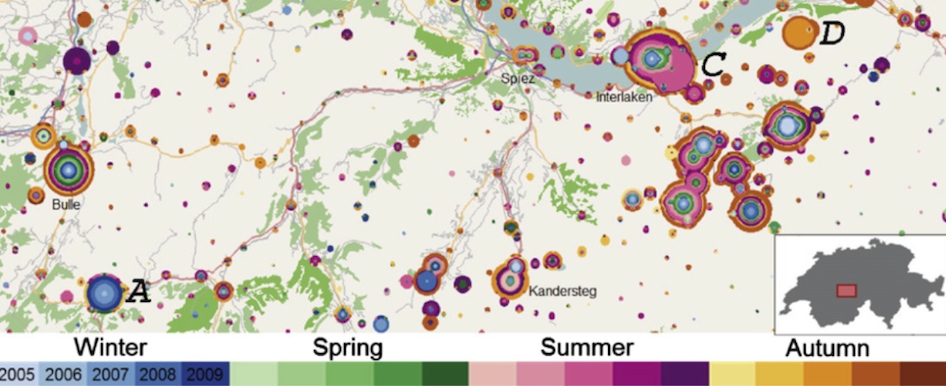 D
C
Spiez
Interlaken
Bulle
A
Kandersteg
Winter Spring Summer Autumn
2005 2006 2007 2008 2009